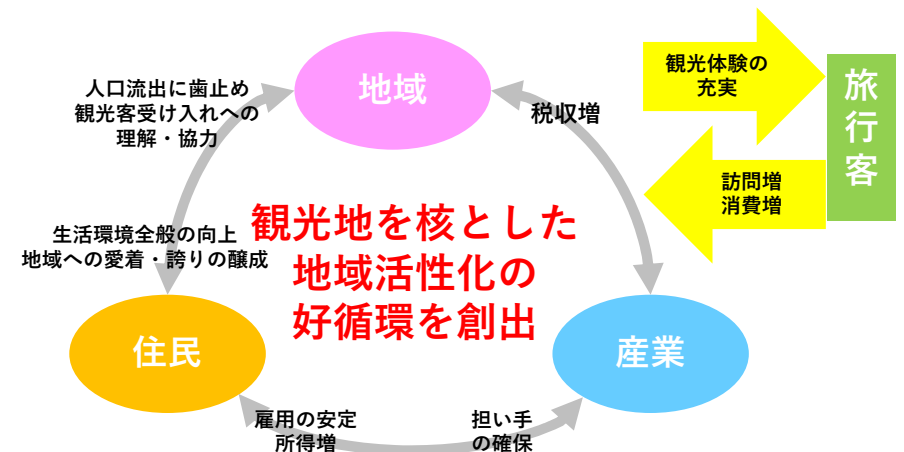 地域
人口流出に歯止め
観光客受け入れへの
理解・協力
税収増
観光体験の
充実
旅行客
訪問増
消費増
生活環境全般の向上
地域への愛着・誇りの醸成
観光地を核とした
地域活性化の
好循環を創出
住民
産業
雇用の安定
所得増
担い手
の確保